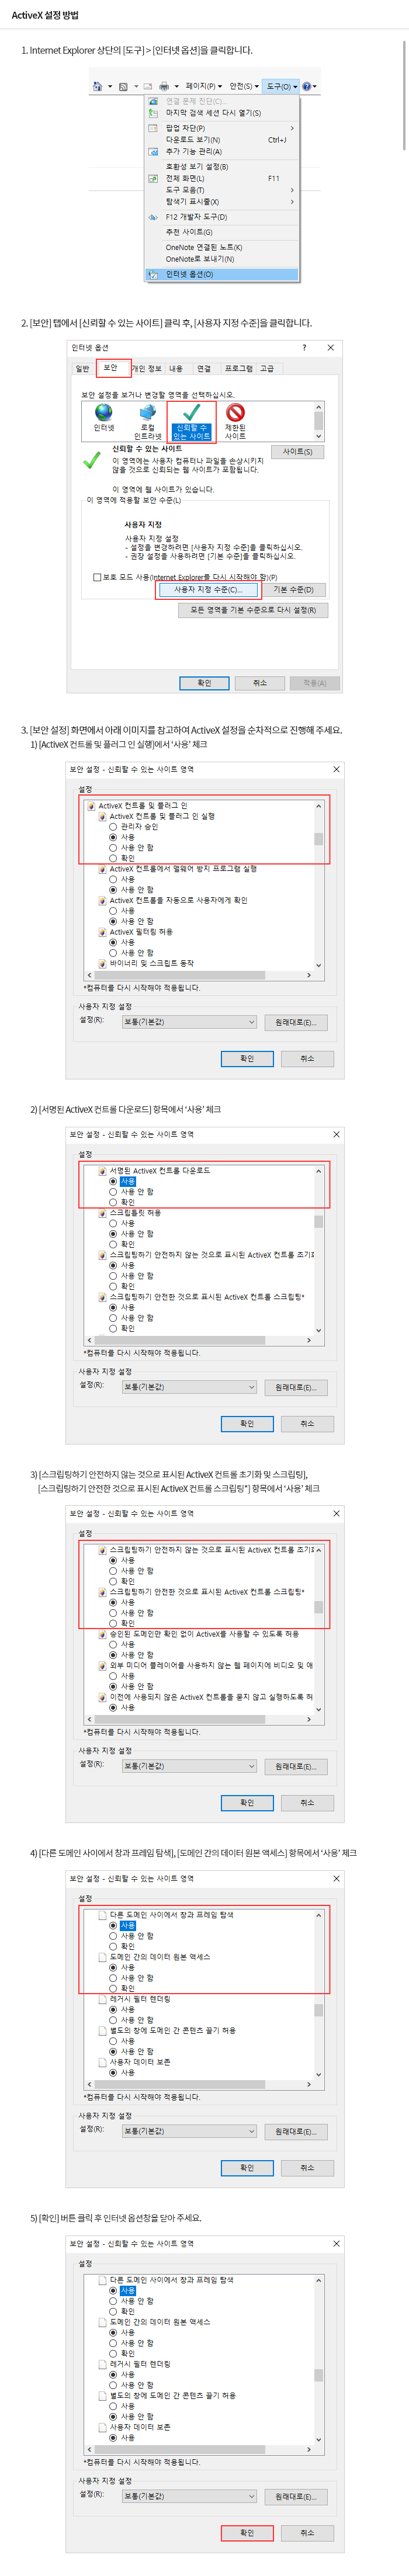 ActiveX 설정 방법
1. Internet Explorer 상단의 [도구] > [인터넷 옵션]을 클릭합니다.
페이지(P) 안전(S) 도구(O)
연결 문제 진단(C)...
마지막 검색 세션 다시 열기(S)
팝업 차단(P)
다운로드 보기(N) Ctrl+J
추가 기능 관리(A)
호환성 보기 설정(B)
전체 화면(L) F11
도구 모음(T)
탐색기 표시줄(X)
F12 개발자 도구(D)
추천 사이트(G)
OneNote 연결된 노트(K)
OneNote로 보내기(N)
인터넷 옵션(O)
2. [보안] 탭에서 [신뢰할 수 있는 사이트] 클릭 후, [사용자 지정 수준]을 클릭합니다.
인터넷 옵션 ?
일반 보안 개인 정보 내용 연결 프로그램 고급
보안 설정을 보거나 변경할 영역을 선택하십시오.
인터넷 로컬 인트라넷 신뢰할 수 있는 사이트 제한된 사이트
신뢰할 수 있는 사이트
사이트(S)
이 영역에는 사용자 컴퓨터나 파일을 손상시키지
않을 것으로 신뢰되는 웹 사이트가 포함됩니다.
이 영역에 웹 사이트가 있습니다.
이 영역에 적용할 보안 수준(L)
사용자 지정
사용자 지정 설정
- 설정을 변경하려면 [사용자 지정 수준]을 클릭하십시오.
- 권장 설정을 사용하려면 [기본 수준]을 클릭하십시오.
보호 모드 사용(Internet Explorer를 다시 시작해야 함)(P)
사용자 지정 수준(C)... 기본 수준(D)
모든 영역을 기본 수준으로 다시 설정(R)
확인 취소 적용(A)
3. [보안 설정] 화면에서 아래 이미지를 참고하여 ActiveX 설정을 순차적으로 진행해 주세요.
1) [ActiveX 컨트롤 및 플러그 인 실행]에서 ‘사용’ 체크
보안 설정 - 신뢰할 수 있는 사이트 영역
설정
ActiveX 컨트롤 및 플러그 인
ActiveX 컨트롤 및 플러그 인 실행
관리자 승인
사용
사용 안 함
확인
ActiveX 컨트롤에서 맬웨어 방지 프로그램 실행
사용
사용 안 함
ActiveX 컨트롤을 자동으로 사용자에게 확인
사용
사용 안 함
ActiveX 필터링 허용
사용
사용 안 함
바이너리 및 스크립트 동작
*컴퓨터를 다시 시작해야 적용됩니다.
사용자 지정 설정
설정(R): 보통(기본값) 원래대로(E)...
확인 취소
2) [서명된 ActiveX 컨트롤 다운로드] 항목에서 ‘사용’ 체크
보안 설정 - 신뢰할 수 있는 사이트 영역
설정
서명된 ActiveX 컨트롤 다운로드
사용
사용 안 함
확인
스크립틀릿 허용
사용
사용 안 함
확인
스크립팅하기 안전하지 않는 것으로 표시된 ActiveX 컨트롤 초기화
사용
사용 안 함
확인
스크립팅하기 안전한 것으로 표시된 ActiveX 컨트롤 스크립팅*
사용
사용 안 함
확인
*컴퓨터를 다시 시작해야 적용됩니다.
사용자 지정 설정
설정(R): 보통(기본값) 원래대로(E)...
확인 취소
3) [스크립팅하기 안전하지 않는 것으로 표시된 ActiveX 컨트롤 초기화 및 스크립팅],
[스크립팅하기 안전한 것으로 표시된 ActiveX 컨트롤 스크립팅*] 항목에서 ‘사용’ 체크
보안 설정 - 신뢰할 수 있는 사이트 영역
설정
스크립팅하기 안전하지 않는 것으로 표시된 ActiveX 컨트롤 초기화
사용
사용 안 함
확인
스크립팅하기 안전한 것으로 표시된 ActiveX 컨트롤 스크립팅*
사용
사용 안 함
확인
승인된 도메인만 확인 없이 ActiveX를 사용할 수 있도록 허용
사용
사용 안 함
외부 미디어 플레이어를 사용하지 않는 웹 페이지에 비디오 및 애
사용
사용 안 함
이전에 사용되지 않은 ActiveX 컨트롤을 묻지 않고 실행하도록 허
사용
*컴퓨터를 다시 시작해야 적용됩니다.
사용자 지정 설정
설정(R): 보통(기본값) 원래대로(E)...
확인 취소
4) [다른 도메인 사이에서 창과 프레임 탐색], [도메인 간의 데이터 원본 액세스] 항목에서 ‘사용’ 체크
보안 설정 - 신뢰할 수 있는 사이트 영역
설정
다른 도메인 사이에서 창과 프레임 탐색
사용
사용 안 함
확인
도메인 간의 데이터 원본 액세스
사용
사용 안 함
확인
레거시 필터 렌더링
사용
사용 안 함
별도의 창에 도메인 간 콘텐츠 끌기 허용
사용
사용 안 함
사용자 데이터 보존
사용
*컴퓨터를 다시 시작해야 적용됩니다.
사용자 지정 설정
설정(R): 보통(기본값) 원래대로(E)...
확인 취소
5) [확인] 버튼 클릭 후 인터넷 옵션창을 닫아 주세요.
보안 설정 - 신뢰할 수 있는 사이트 영역
설정
다른 도메인 사이에서 창과 프레임 탐색
사용
사용 안 함
확인
도메인 간의 데이터 원본 액세스
사용
사용 안 함
확인
레거시 필터 렌더링
사용
사용 안 함
별도의 창에 도메인 간 콘텐츠 끌기 허용
사용
사용 안 함
사용자 데이터 보존
사용
*컴퓨터를 다시 시작해야 적용됩니다.
사용자 지정 설정
설정(R): 보통(기본값) 원래대로(E)...
확인 취소